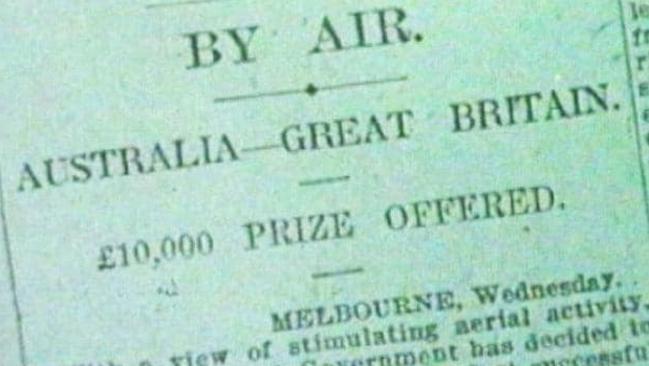 BY AIR.
AUSTRALIA—GREAT BRITAIN.
£10,000 PRIZE OFFERED.
MELBOURNE, Wednesday.
a view of stimulating aerial activity,
Government has decided to
successfu